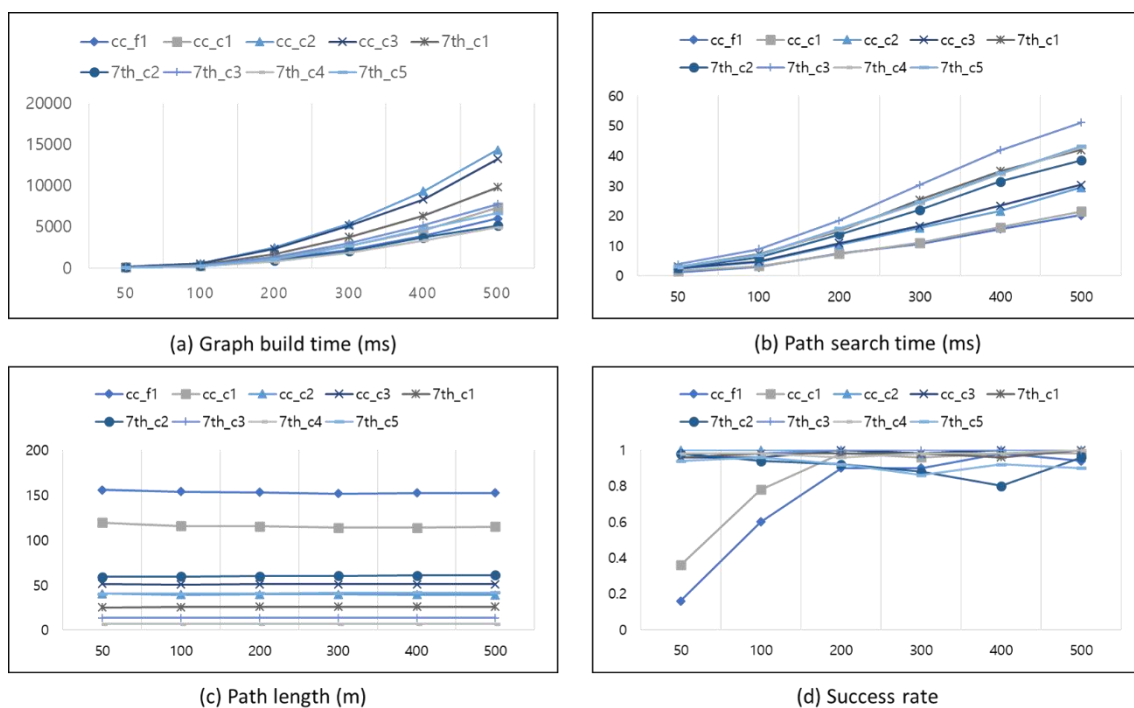 cc_f1 cc_c1 cc_c2 cc_c3 7th_c1
7th_c2 7th_c3 7th_c4 7th_c5
20000
15000
10000
5000
0
50 100 200 300 400 500
(a) Graph build time (ms)
cc_f1 cc_c1 cc_c2 cc_c3 7th_c1
7th_c2 7th_c3 7th_c4 7th_c5
60
50
40
30
20
10
0
50 100 200 300 400 500
(b) Path search time (ms)
cc_f1 cc_c1 cc_c2 cc_c3 7th_c1
7th_c2 7th_c3 7th_c4 7th_c5
200
150
100
50
0
50 100 200 300 400 500
(c) Path length (m)
cc_f1 cc_c1 cc_c2 cc_c3 7th_c1
7th_c2 7th_c3 7th_c4 7th_c5
1
0.8
0.6
0.4
0.2
0
50 100 200 300 400 500
(d) Success rate